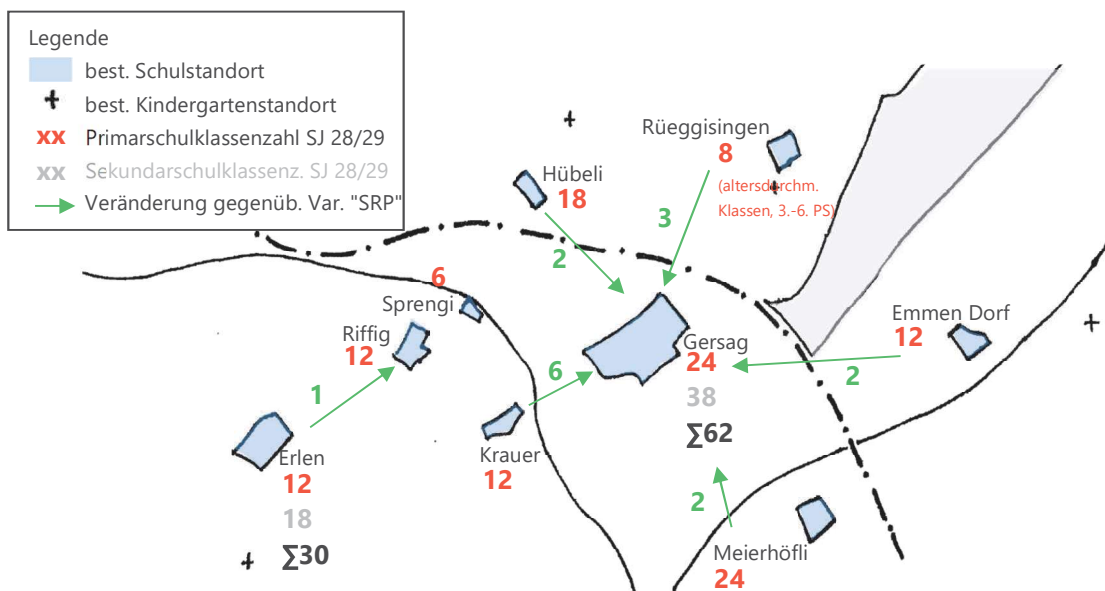 Legende
best. Schulstandort
best. Kindergartenstandort
xx Primarschulklassenzahl SJ 28/29
xx Sekundarschulklassenz. SJ 28/29
Veränderung gegenüb. Var. "SRP"
Rüeggisingen
8
(altersdurchm.
Klassen, 3.-6. PS)
Hübeli
18
3
2
6
Sprengi
Riffig
12
Emmen Dorf
12
Gersag
24
38
∑62
2
6
1
Krauer
12
Erlen
12
18
∑30
2
Meierhöfli
24